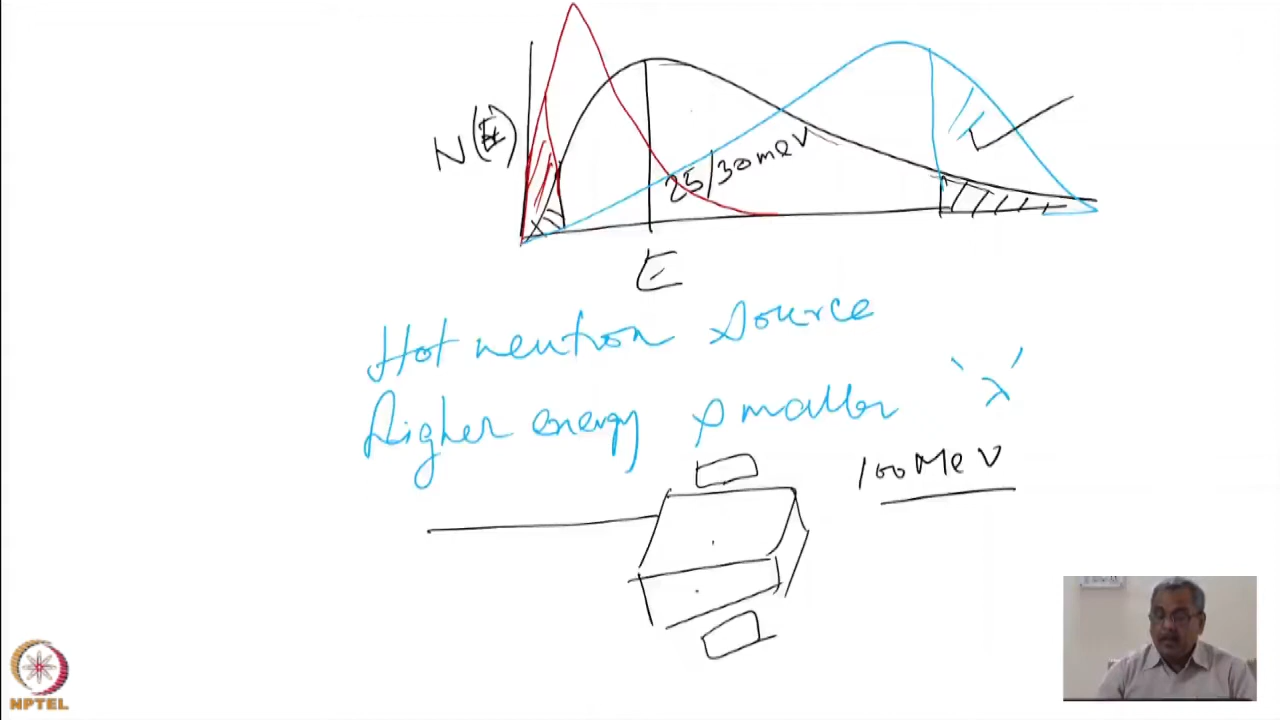 N(E)
25/30meV
E
Hot neutron source
Higher energy smaller 'λ'
100MeV
NPTEL